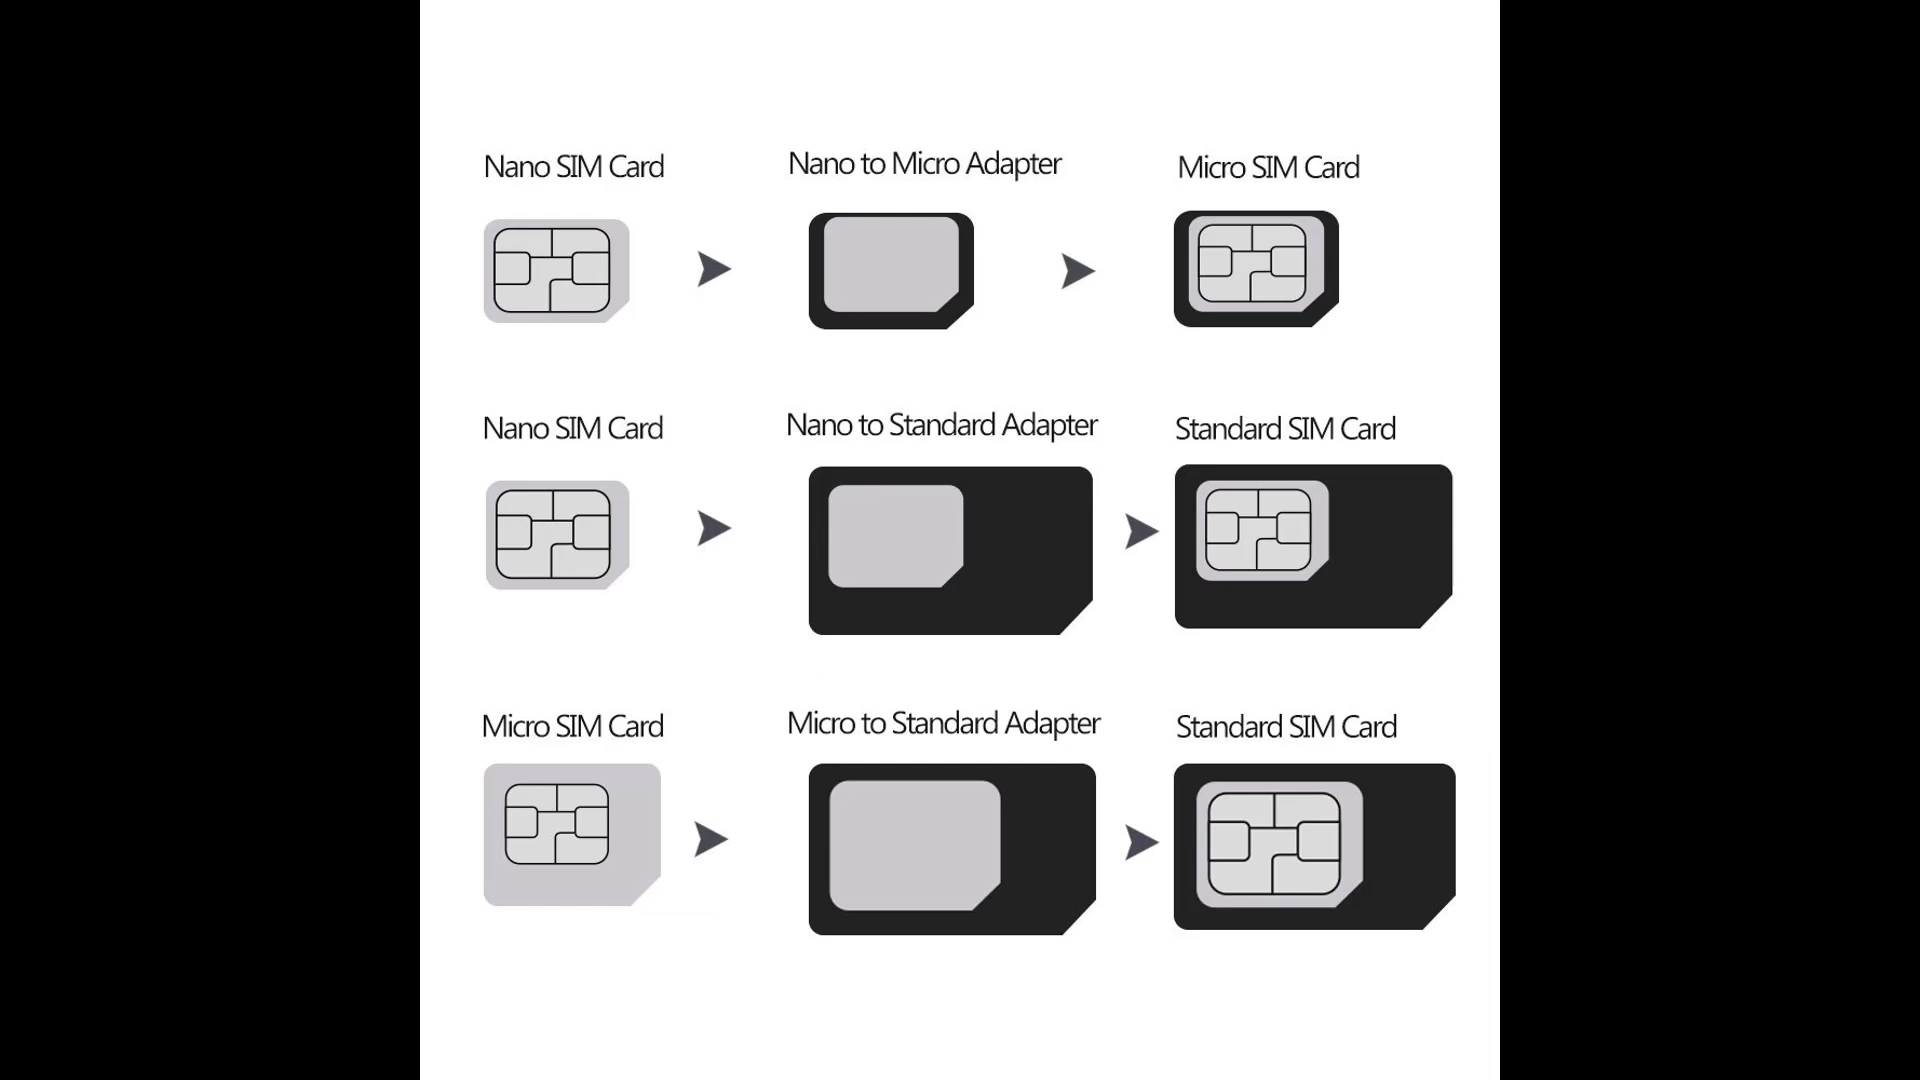 Nano SIM Card
Nano to Micro Adapter
Micro SIM Card
Nano SIM Card
Nano to Standard Adapter
Standard SIM Card
Micro SIM Card
Micro to Standard Adapter
Standard SIM Card